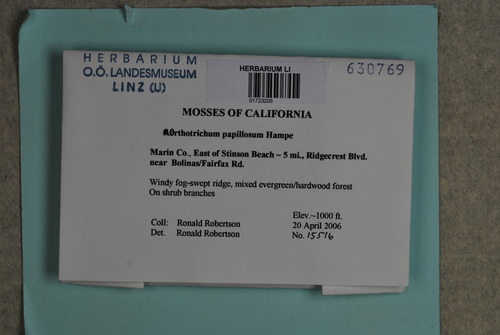 HERBARIUM
O.Ö. LANDESMUSEUM
LINZ (U)
HERBARIUM LI
01723205
630769
MOSSES OF CALIFORNIA
Orthotrichum papillosum Hampe
Marin Co., East of Stinson Beach ~ 5 mi., Ridgecrest Blvd.
near Bolinas/Fairfax Rd.
Windy fog-swept ridge, mixed evergreen/hardwood forest
On shrub branches
Elev.~1000 ft.
Coll: Ronald Robertson 20 April 2006
Det. Ronald Robertson No. 15516